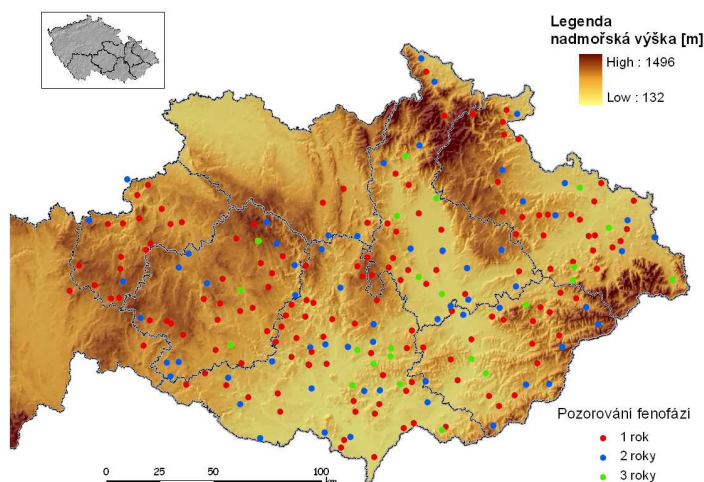 Legenda
nadmořská výška [m]
High : 1496
Low : 132
Pozorování fenofází
1 rok
2 roky
3 roky
0 25 50 100
km